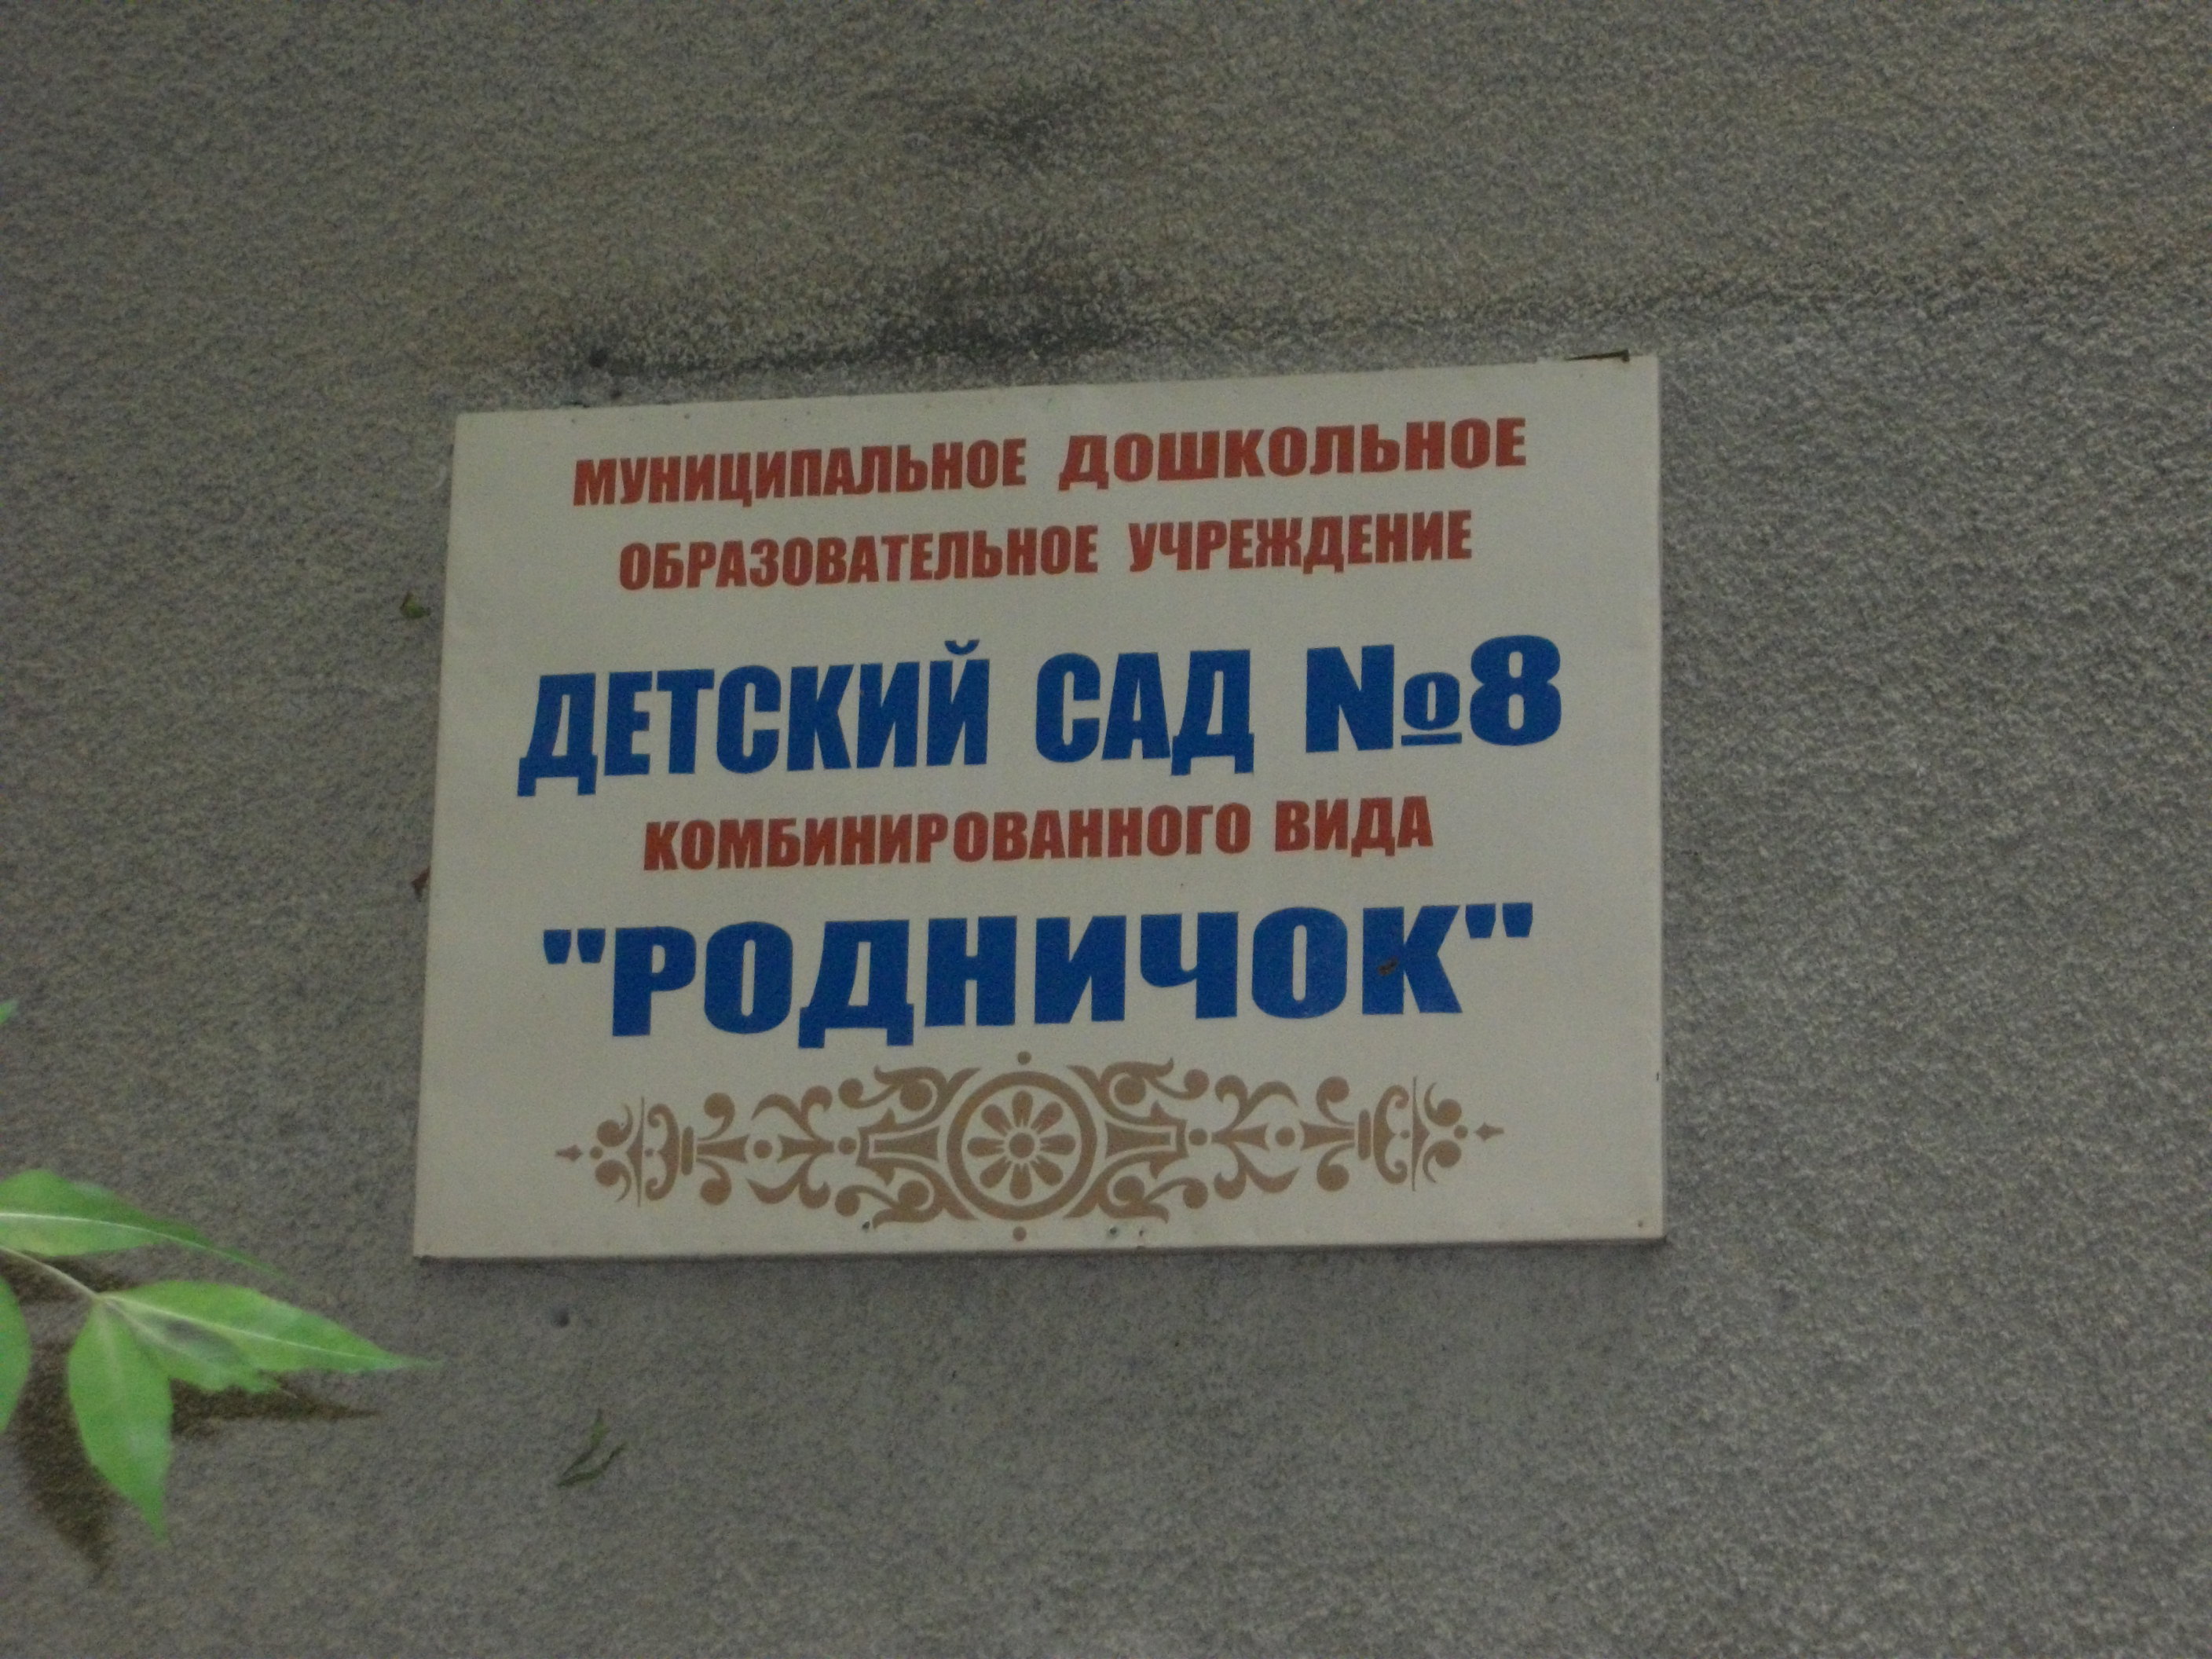 МУНИЦИПАЛЬНОЕ ДОШКОЛЬНОЕ
ОБРАЗОВАТЕЛЬНОЕ УЧРЕЖДЕНИЕ
ДЕТСКИЙ САД №8
КОМБИНИРОВАННОГО ВИДА
"РОДНИЧОК"